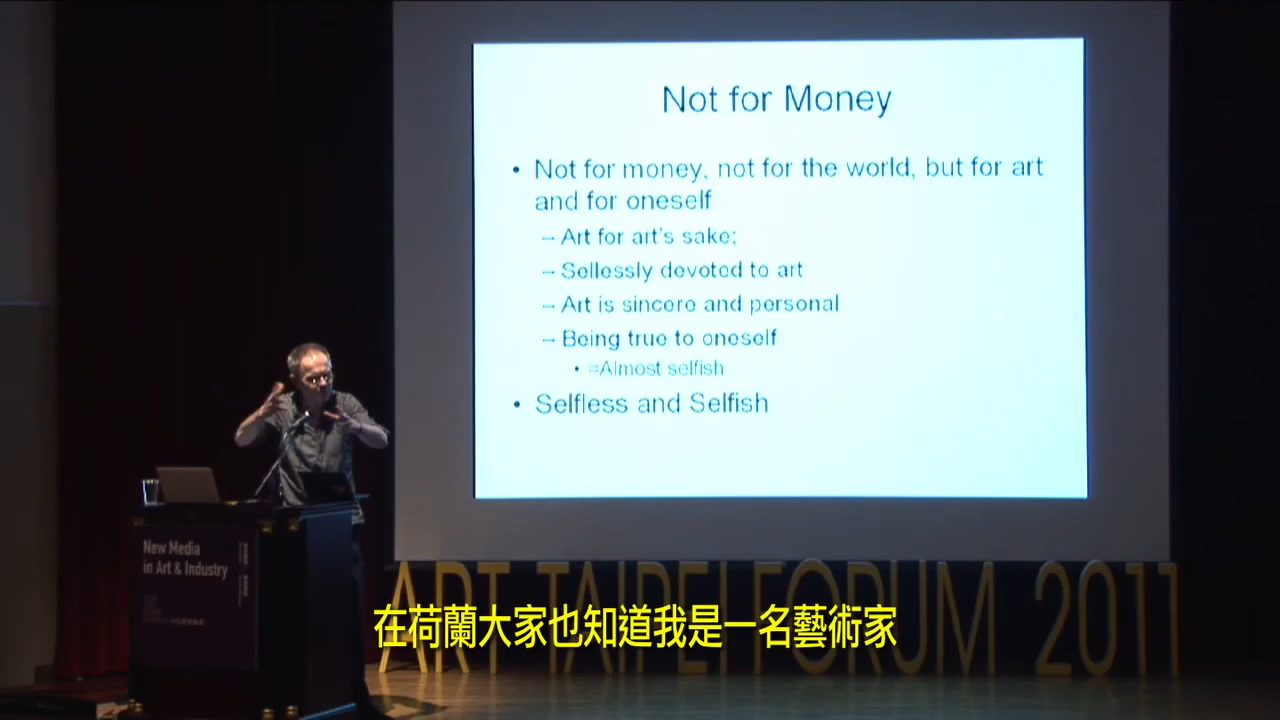 Not for Money
• Not for money, not for the world, but for art
and for oneself
– Art for art's sake;
– Sellessly devoted to art
– Art is sincere and personal
– Being true to oneself
• =Almost selfish
• Selfless and Selfish
New Media
in Art & Industry
ART TAIPEI FORUM 2011
在荷蘭大家也知道我是一名藝術家